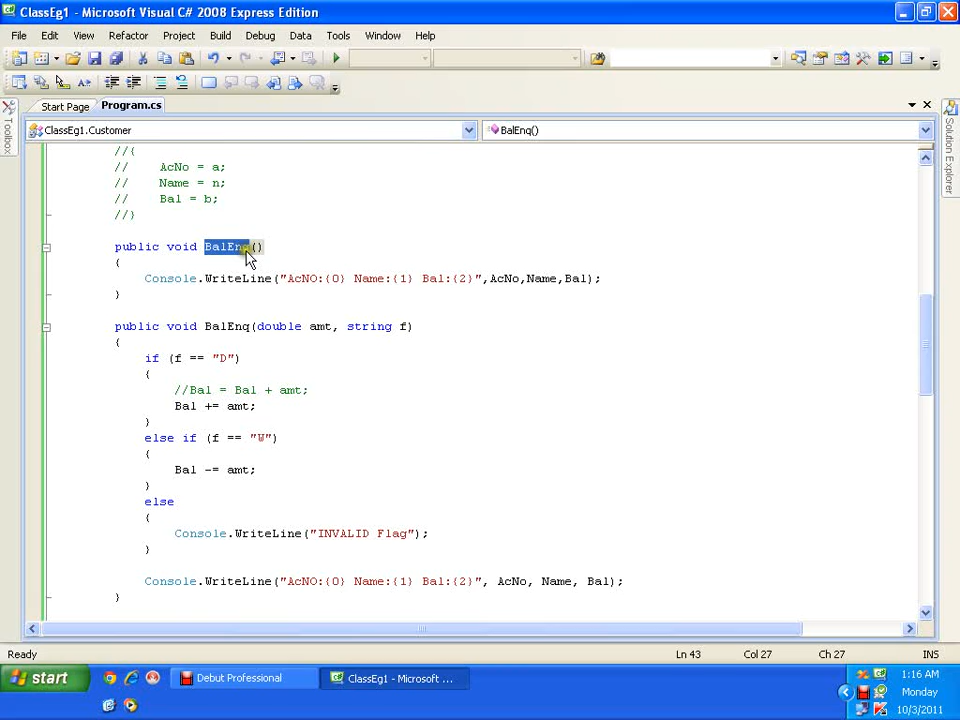 ClassEg1 - Microsoft Visual C# 2008 Express Edition
File Edit View Refactor Project Build Debug Data Tools Window Help
Start Page Program.cs
Toolbox
Solution Explorer
ClassEg1.Customer BalEnq()
//{
// AcNo = a;
// Name = n;
// Bal = b;
//}
public void BalEnq()
{
Console.WriteLine("AcNO:{0} Name:{1} Bal:{2}",AcNo,Name,Bal);
}
public void BalEnq(double amt, string f)
{
if (f == "D")
{
//Bal = Bal + amt;
Bal += amt;
}
else if (f == "W")
{
Bal -= amt;
}
else
{
Console.WriteLine("INVALID Flag");
}
Console.WriteLine("AcNO:{0} Name:{1} Bal:{2}", AcNo, Name, Bal);
}
Ready Ln 43 Col 27 Ch 27 INS
start Debut Professional ClassEg1 - Microsoft ... 1:16 AM
Monday
10/3/2011